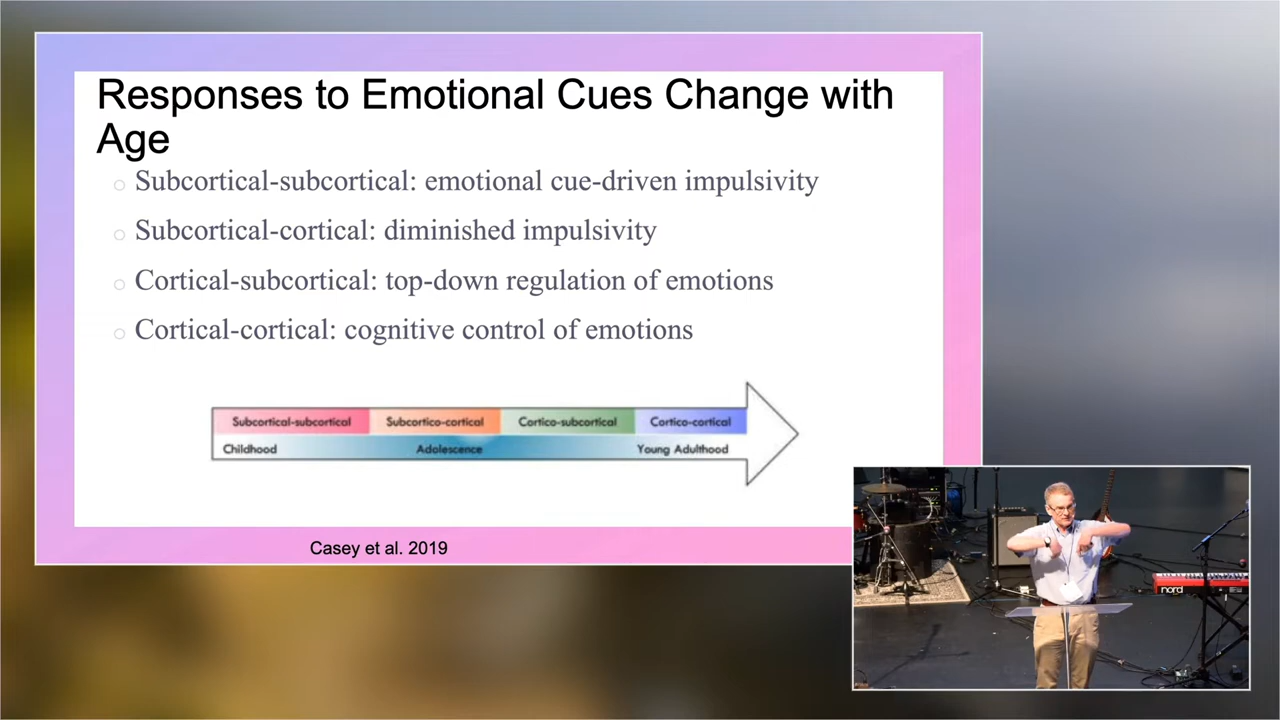 Responses to Emotional Cues Change with
Age
Subcortical-subcortical: emotional cue-driven impulsivity
Subcortical-cortical: diminished impulsivity
Cortical-subcortical: top-down regulation of emotions
Cortical-cortical: cognitive control of emotions
Subcortical-subcortical Subcortico-cortical Cortico-subcortical Cortico-cortical
Childhood Adolescence Young Adulthood
Casey et al. 2019
nord